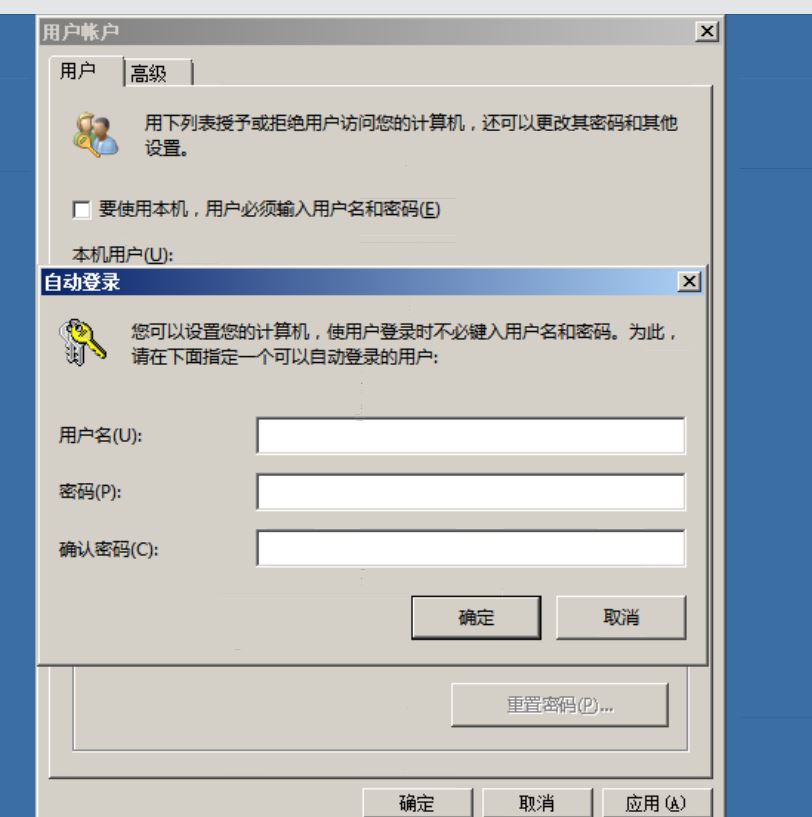 用户帐户
用户 高级
用下列表授予或拒绝用户访问您的计算机，还可以更改其密码和其他
设置。
要使用本机，用户必须输入用户名和密码(E)
本机用户(U):
自动登录
您可以设置您的计算机，使用户登录时不必键入用户名和密码。为此，
请在下面指定一个可以自动登录的用户:
用户名(U):
密码(P):
确认密码(C):
确定 取消
重置密码(P)...
确定 取消 应用(A)